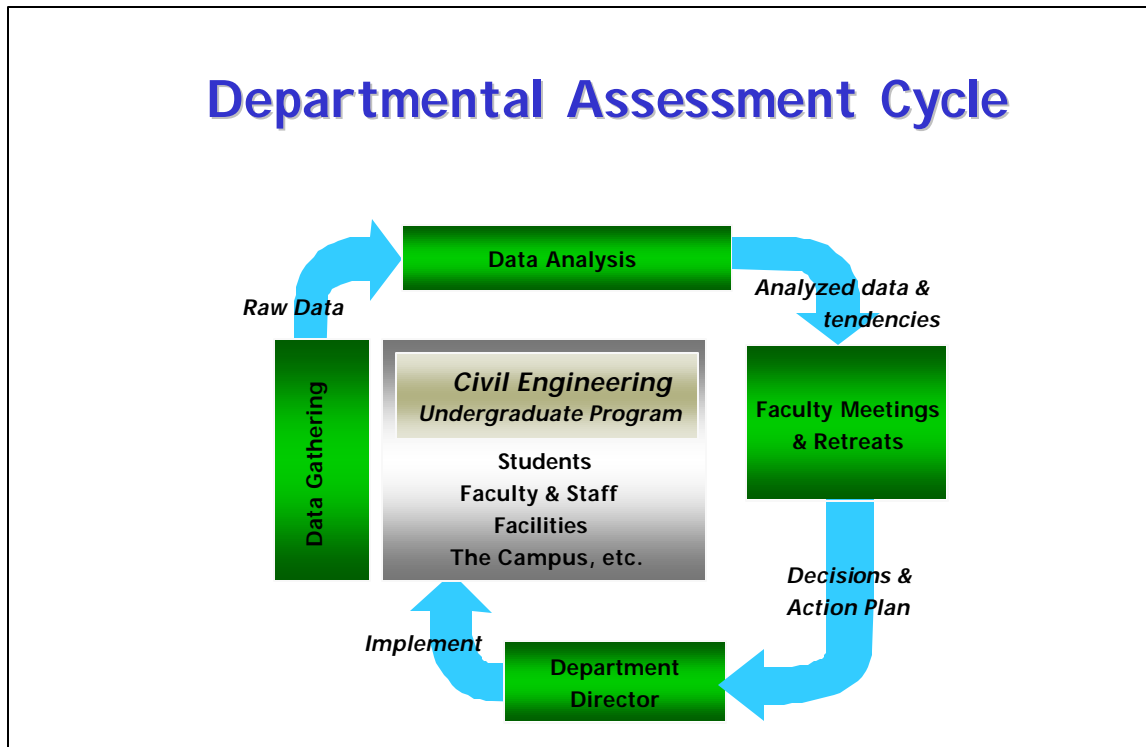 Departmental Assessment Cycle
Data Analysis
Raw Data
Analyzed data &
tendencies
Data Gathering
Civil Engineering
Undergraduate Program
Students
Faculty & Staff
Facilities
The Campus, etc.
Faculty Meetings
& Retreats
Decisions &
Action Plan
Implement
Department
Director